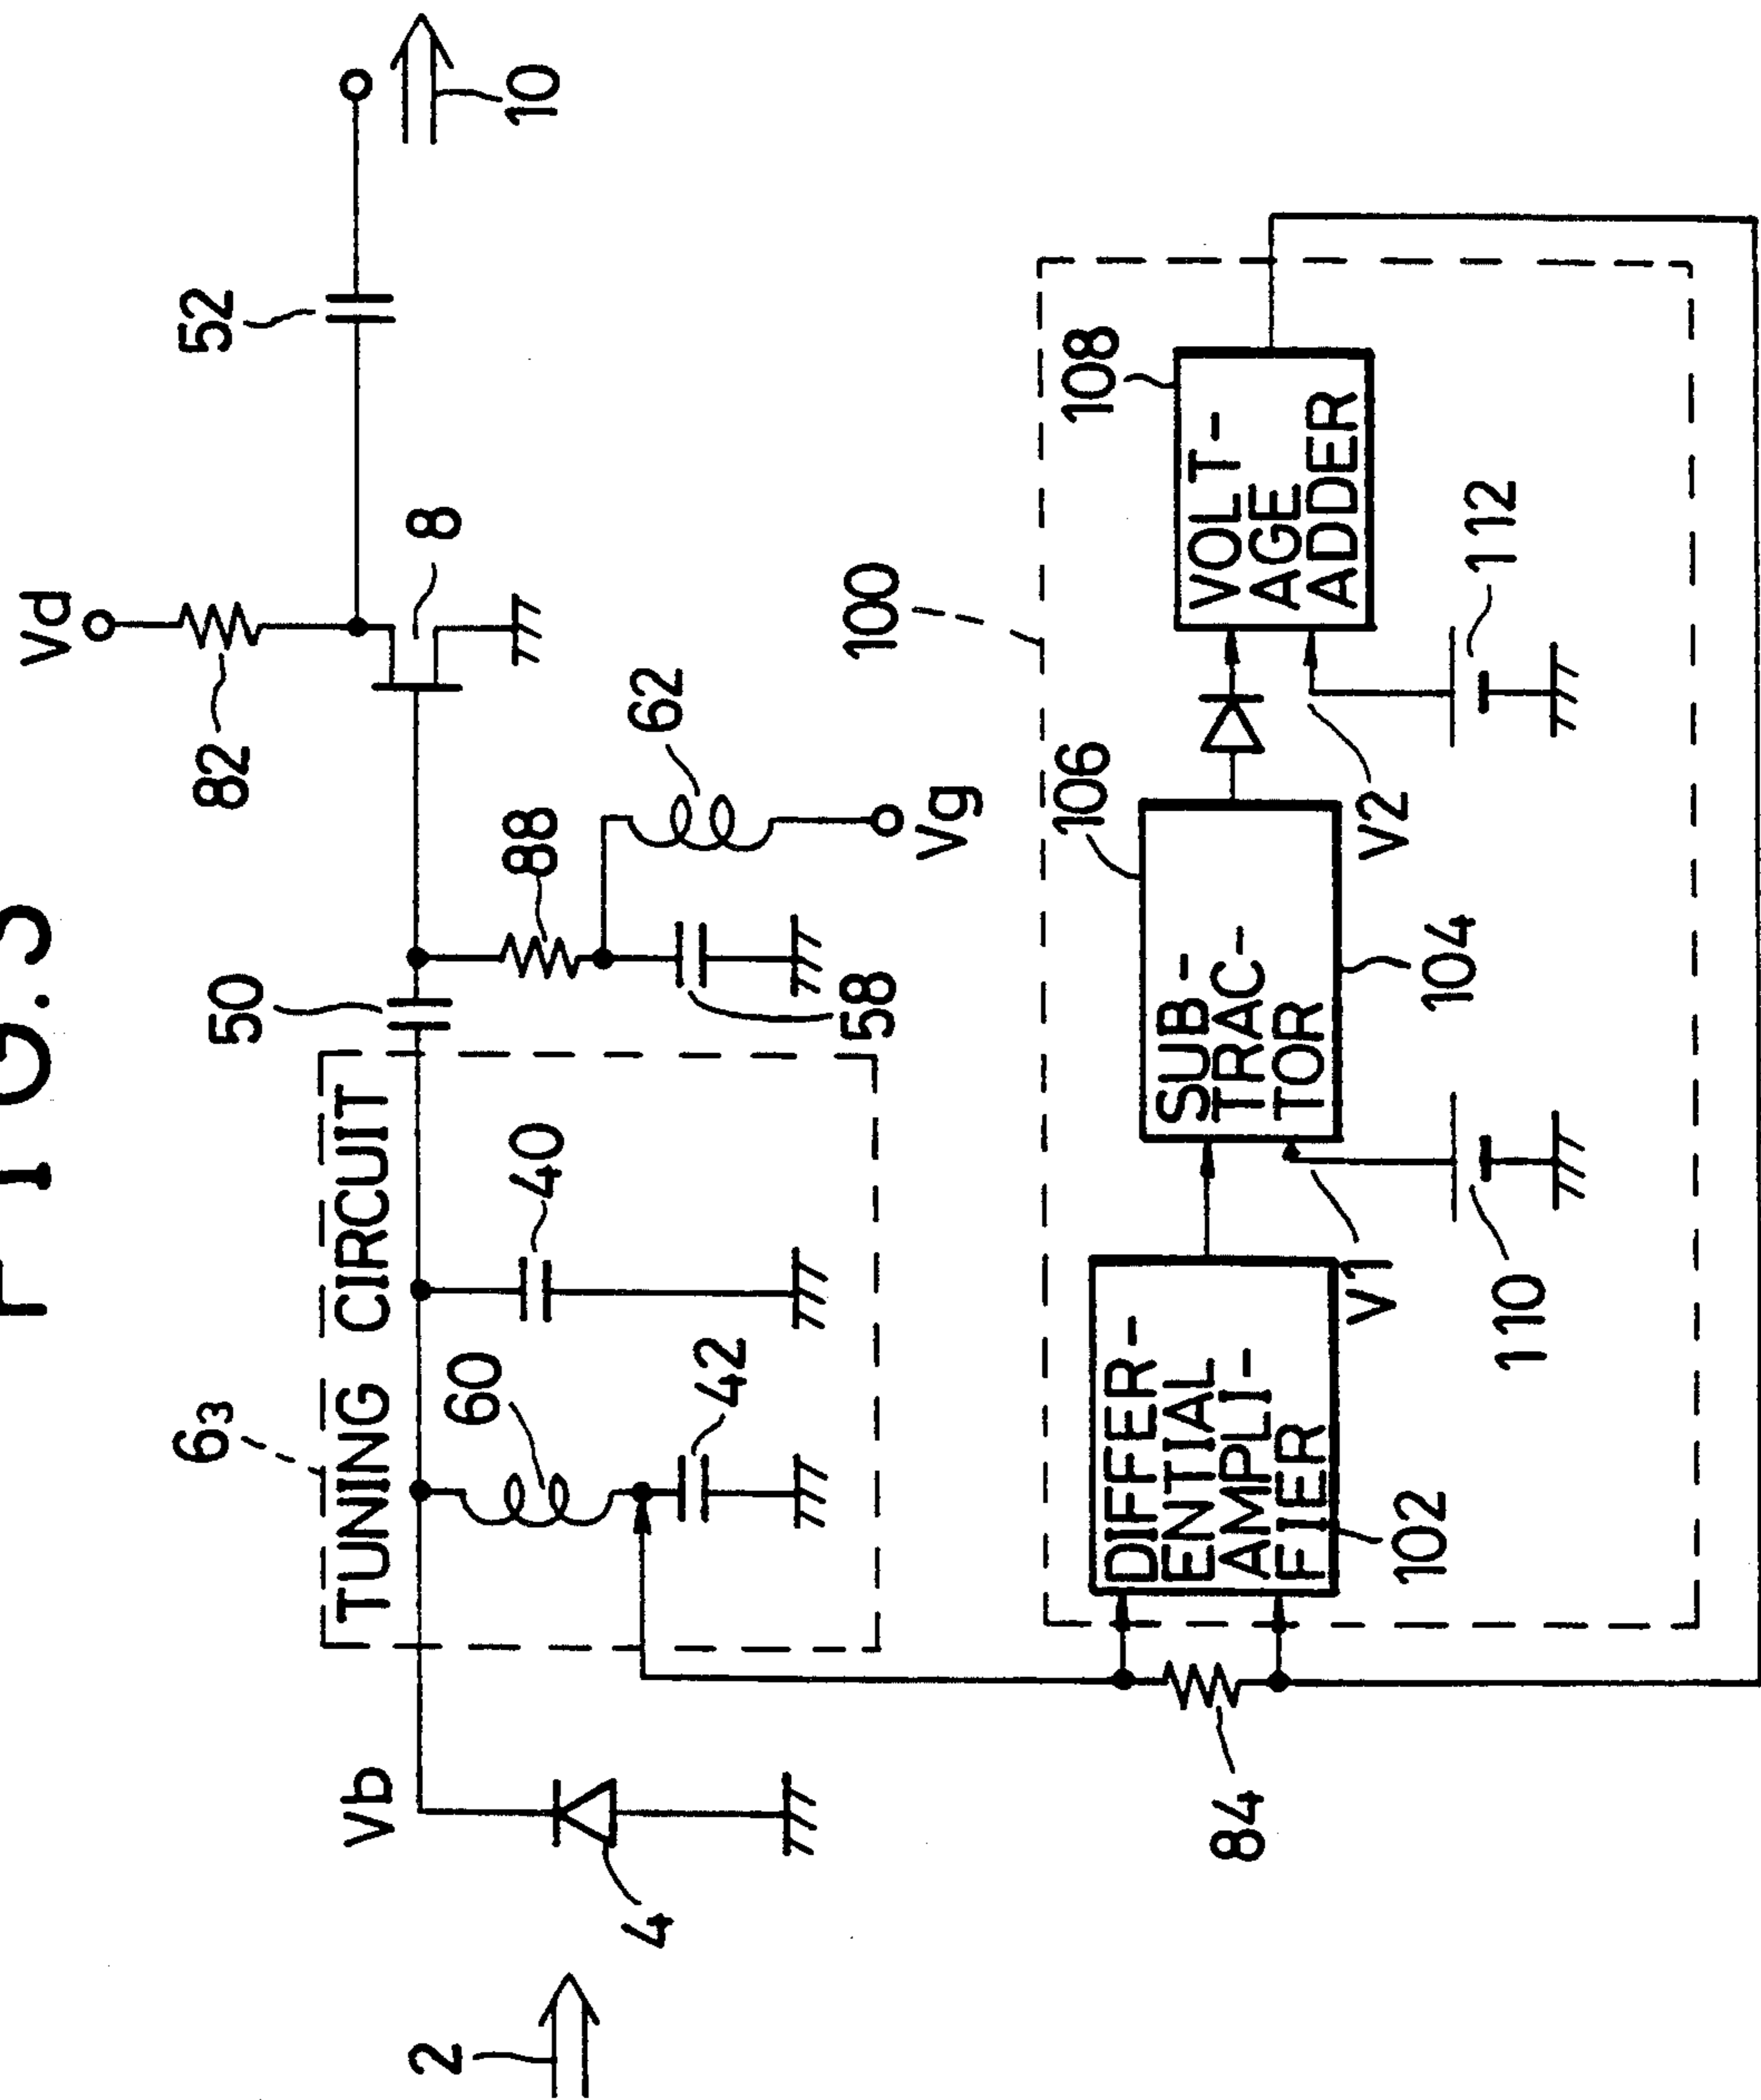 FIG.
Vd
82
52
6₃
50
TUNING CIRCUIT
Vb
8
2
10
60
40
88
4
42
62
58
Vg
100
84
106
108
DIFFER-
ENTIAL
AMPLI-
FIER
SUB-
TRAC-
TOR
VOLT-
AGE
ADDER
V1
V2
102
104
110
112